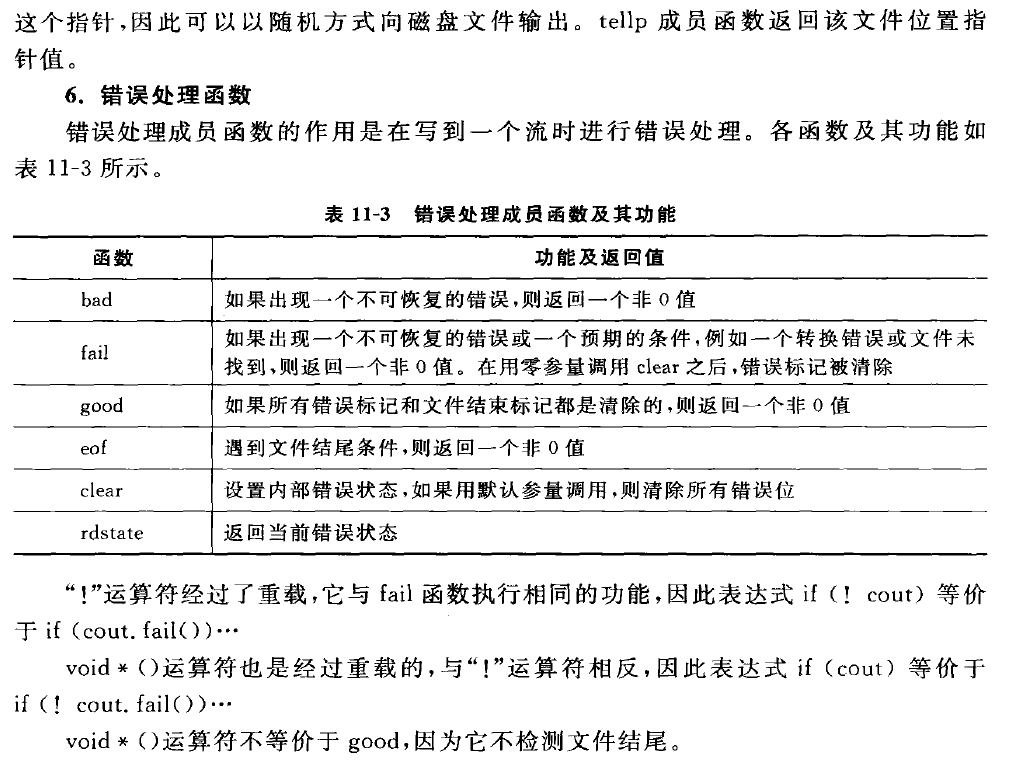 这个指针,因此可以以随机方式向磁盘文件输出。tellp 成员函数返回该文件位置指
针值。
6. 错误处理函数
错误处理成员函数的作用是在写到一个流时进行错误处理。各函数及其功能如
表 11-3 所示。
表 11-3 错误处理成员函数及其功能
函数 功能及返回值
bad 如果出现一个不可恢复的错误,则返回一个非 0 值
fail 如果出现一个不可恢复的错误或一个预期的条件,例如一个转换错误或文件未
找到,则返回一个非 0 值。在用零参量调用 clear 之后,错误标记被清除
good 如果所有错误标记和文件结束标记都是清除的,则返回一个非 0 值
eof 遇到文件结尾条件,则返回一个非 0 值
clear 设置内部错误状态,如果用默认参量调用,则清除所有错误位
rdstate 返回当前错误状态
“!”运算符经过了重载,它与 fail 函数执行相同的功能,因此表达式 if (! cout) 等价
于 if (cout. fail())…
void * ()运算符也是经过重载的,与“!”运算符相反,因此表达式 if (cout) 等价于
if (! cout. fail())…
void * ()运算符不等价于 good,因为它不检测文件结尾。